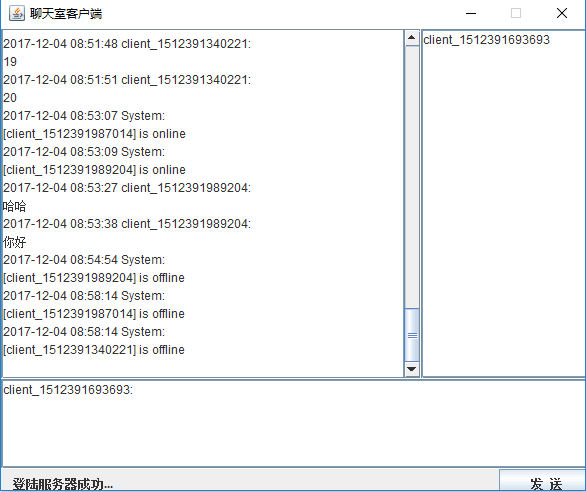 聊天室客户端
2017-12-04 08:51:48 client_1512391340221:
19
2017-12-04 08:51:51 client_1512391340221:
20
2017-12-04 08:53:07 System:
[client_1512391987014] is online
2017-12-04 08:53:09 System:
[client_1512391989204] is online
2017-12-04 08:53:27 client_1512391989204:
哈哈
2017-12-04 08:53:38 client_1512391989204:
你好
2017-12-04 08:54:54 System:
[client_1512391989204] is offline
2017-12-04 08:58:14 System:
[client_1512391987014] is offline
2017-12-04 08:58:14 System:
[client_1512391340221] is offline
client_1512391693693
client_1512391693693:
登陆服务器成功...
发 送